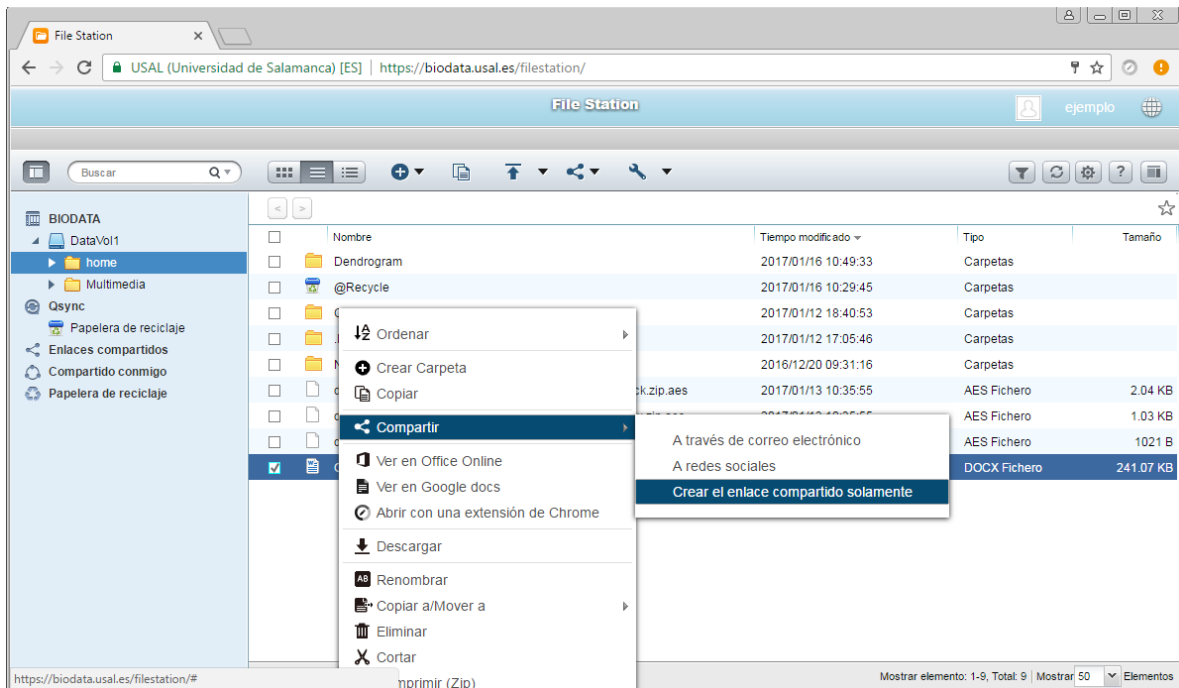 File Station
USAL (Universidad de Salamanca) [ES] | https://biodata.usal.es/filestation/
File Station
ejemplo
Buscar
BIODATA
DataVol1
home
Multimedia
Qsync
Papelera de reciclaje
Enlaces compartidos
Compartido conmigo
Papelera de reciclaje
Nombre Tiempo modificado Tipo Tamaño
Dendrogram 2017/01/16 10:49:33 Carpetas
@Recycle 2017/01/16 10:29:45 Carpetas
2017/01/12 18:40:53 Carpetas
2017/01/12 17:05:46 Carpetas
2016/12/20 09:31:16 Carpetas
ck.zip.aes 2017/01/13 10:35:55 AES Fichero 2.04 KB
AES Fichero 1.03 KB
AES Fichero 1021 B
DOCX Fichero 241.07 KB
Ordenar
Crear Carpeta
Copiar
Compartir
Ver en Office Online
Ver en Google docs
Abrir con una extensión de Chrome
Descargar
Renombrar
Copiar a/Mover a
Eliminar
Cortar
mprimir (Zip)
A través de correo electrónico
A redes sociales
Crear el enlace compartido solamente
https://biodata.usal.es/filestation/#
Mostrar elemento: 1-9, Total: 9 | Mostrar 50 Elementos